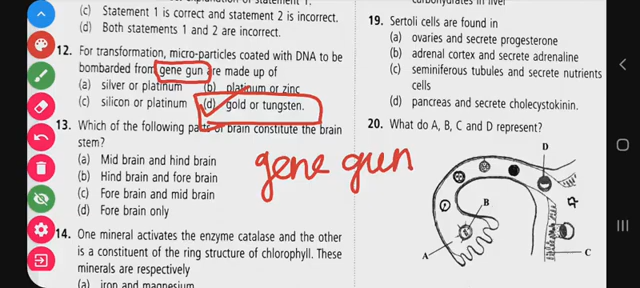 (c) Statement 1 is correct and statement 2 is incorrect.
(d) Both statements 1 and 2 are incorrect.
12. For transformation, micro-particles coated with DNA to be
bombarded from gene gun are made up of
(a) silver or platinum (b) platinum or zinc
(c) silicon or platinum (d) gold or tungsten.
13. Which of the following parts of brain constitute the brain
stem?
(a) Mid brain and hind brain
(b) Hind brain and fore brain
(c) Fore brain and mid brain
(d) Fore brain only
gene gun
14. One mineral activates the enzyme catalase and the other
is a constituent of the ring structure of chlorophyll. These
minerals are respectively
(a) iron and magnesium
carbohydrates in liver
19. Sertoli cells are found in
(a) ovaries and secrete progesterone
(b) adrenal cortex and secrete adrenaline
(c) seminiferous tubules and secrete nutrients
cells
(d) pancreas and secrete cholecystokinin.
20. What do A, B, C and D represent?
D
B
A
C